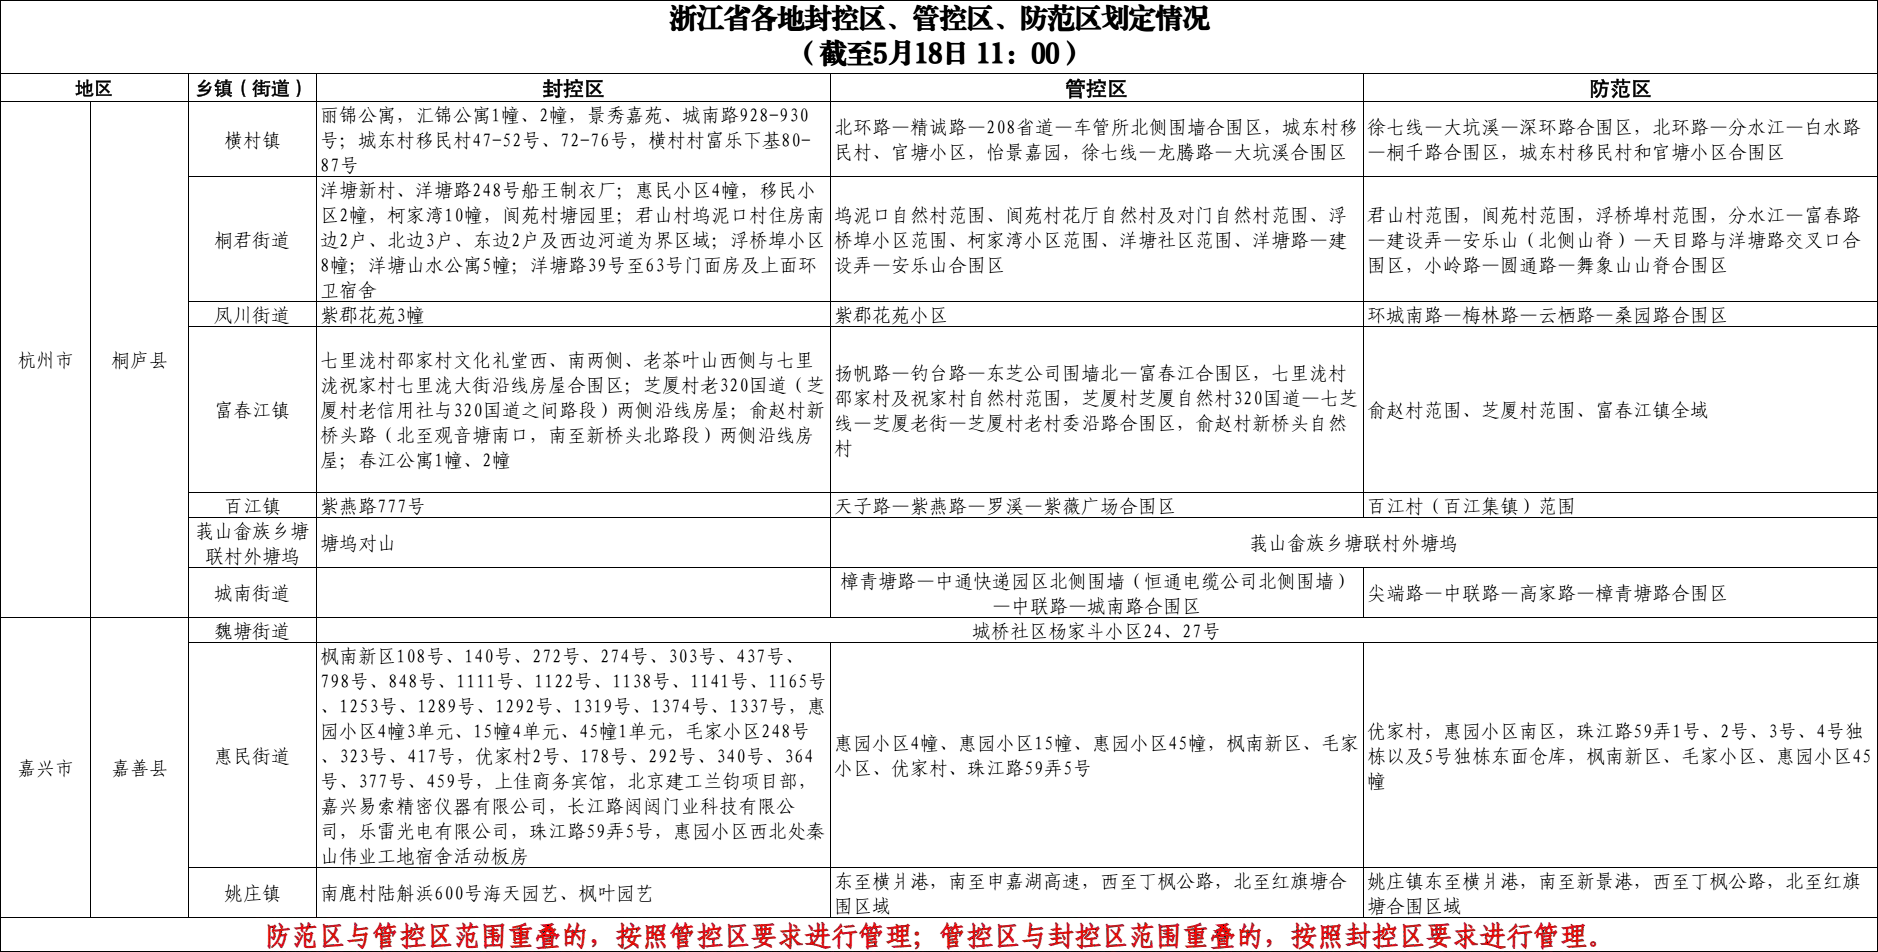 浙江省各地封控区、管控区、防范区划定情况
（截至5月18日 11：00）
地区
乡镇（街道）
封控区
管控区
防范区
杭州市
桐庐县
横村镇
丽锦公寓，汇锦公寓1幢、2幢，景秀嘉苑、城南路928-930
号；城东村移民村47-52号、72-76号，横村村富乐下基80-
87号
北环路—精诚路—208省道—车管所北侧围墙合围区，城东村移
民村、官塘小区，怡景嘉园，徐七线—龙腾路—大坑溪合围区
徐七线—大坑溪—深环路合围区，北环路—分水江—白水路
—桐千路合围区，城东村移民村和官塘小区合围区
桐君街道
洋塘新村、洋塘路248号船王制衣厂；惠民小区4幢，移民小
区2幢，柯家湾10幢，阆苑村塘园里；君山村坞泥口村住房南
边2户、北边3户、东边2户及西边河道为界区域；浮桥埠小区
8幢；洋塘山水公寓5幢；洋塘路39号至63号门面房及上面环
卫宿舍
坞泥口自然村范围、阆苑村花厅自然村及对门自然村范围、浮
桥埠小区范围、柯家湾小区范围、洋塘社区范围、洋塘路—建
设弄—安乐山合围区
君山村范围，阆苑村范围，浮桥埠村范围，分水江—富春路
—建设弄—安乐山（北侧山脊）—天目路与洋塘路交叉口合
围区，小岭路—圆通路—舞象山山脊合围区
凤川街道
紫郡花苑3幢
紫郡花苑小区
环城南路—梅林路—云栖路—桑园路合围区
富春江镇
七里泷村邵家村文化礼堂西、南两侧、老茶叶山西侧与七里
泷祝家村七里泷大街沿线房屋合围区；芝厦村老320国道（芝
厦村老信用社与320国道之间路段）两侧沿线房屋；俞赵村新
桥头路（北至观音塘南口，南至新桥头北路段）两侧沿线房
屋；春江公寓1幢、2幢
扬帆路—钓台路—东芝公司围墙北—富春江合围区，七里泷村
邵家村及祝家村自然村范围，芝厦村芝厦自然村320国道—七芝
线—芝厦老街—芝厦村老村委沿路合围区，俞赵村新桥头自然
村
俞赵村范围、芝厦村范围、富春江镇全域
百江镇
紫燕路777号
天子路—紫燕路—罗溪—紫薇广场合围区
百江村（百江集镇）范围
莪山畲族乡塘
联村外塘坞
塘坞对山
莪山畲族乡塘联村外塘坞
城南街道
樟青塘路—中通快递园区北侧围墙（恒通电缆公司北侧围墙）
—中联路—城南路合围区
尖端路—中联路—高家路—樟青塘路合围区
嘉兴市
嘉善县
魏塘街道
城桥社区杨家斗小区24、27号
惠民街道
枫南新区108号、140号、272号、274号、303号、437号、
798号、848号、1111号、1122号、1138号、1141号、1165号
、1253号、1289号、1292号、1319号、1374号、1337号，惠
园小区4幢3单元、15幢4单元、45幢1单元，毛家小区248号
、323号、417号，优家村2号、178号、292号、340号、364
号、377号、459号，上佳商务宾馆，北京建工兰钧项目部，
嘉兴易索精密仪器有限公司，长江路闼闼门业科技有限公
司，乐雷光电有限公司，珠江路59弄5号，惠园小区西北处秦
山伟业工地宿舍活动板房
惠园小区4幢、惠园小区15幢、惠园小区45幢，枫南新区、毛家
小区、优家村、珠江路59弄5号
优家村，惠园小区南区，珠江路59弄1号、2号、3号、4号独
栋以及5号独栋东面仓库，枫南新区、毛家小区、惠园小区45
幢
姚庄镇
南鹿村陆斛浜600号海天园艺、枫叶园艺
东至横爿港，南至申嘉湖高速，西至丁枫公路，北至红旗塘合
围区域
姚庄镇东至横爿港，南至新景港，西至丁枫公路，北至红旗
塘合围区域
防范区与管控区范围重叠的，按照管控区要求进行管理；管控区与封控区范围重叠的，按照封控区要求进行管理。